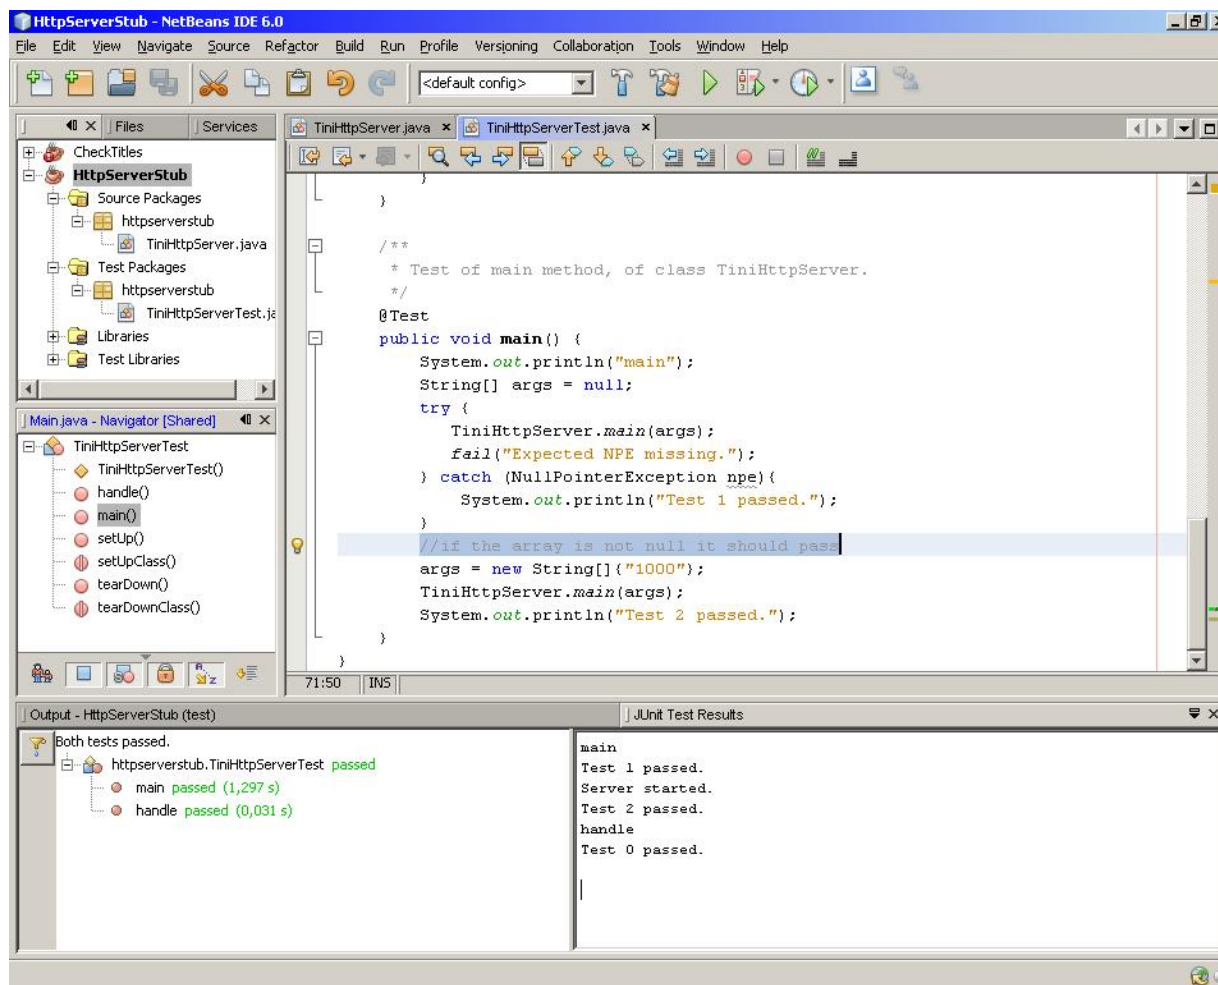 HttpServerStub - NetBeans IDE 6.0
File Edit View Navigate Source Refactor Build Run Profile Versioning Collaboration Tools Window Help
<default config>
Files Services
CheckTitles
HttpServerStub
Source Packages
httpserverstub
TiniHttpServer.java
Test Packages
httpserverstub
TiniHttpServerTest.ja
Libraries
Test Libraries
Main.java - Navigator [Shared]
TiniHttpServerTest
TiniHttpServerTest()
handle()
main()
setUp()
setUpClass()
tearDown()
tearDownClass()
TiniHttpServer.java TiniHttpServerTest.java
}
}
/**
* Test of main method, of class TiniHttpServer.
*/
@Test
public void main() {
System.out.println("main");
String[] args = null;
try {
TiniHttpServer.main(args);
fail("Expected NPE missing.");
} catch (NullPointerException npe){
System.out.println("Test 1 passed.");
}
//if the array is not null it should pass
args = new String[]{"1000"};
TiniHttpServer.main(args);
System.out.println("Test 2 passed.");
}
}
71:50 INS
Output - HttpServerStub (test)
Both tests passed.
httpserverstub.TiniHttpServerTest passed
main passed (1,297 s)
handle passed (0,031 s)
JUnit Test Results
main
Test 1 passed.
Server started.
Test 2 passed.
handle
Test 0 passed.